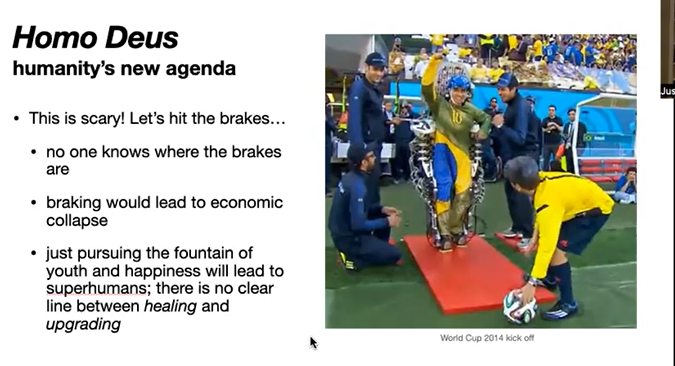 Homo Deus
humanity's new agenda
• This is scary! Let's hit the brakes…
• no one knows where the brakes
are
• braking would lead to economic
collapse
• just pursuing the fountain of
youth and happiness will lead to
superhumans; there is no clear
line between healing and
upgrading
10
World Cup 2014 kick off
Jus